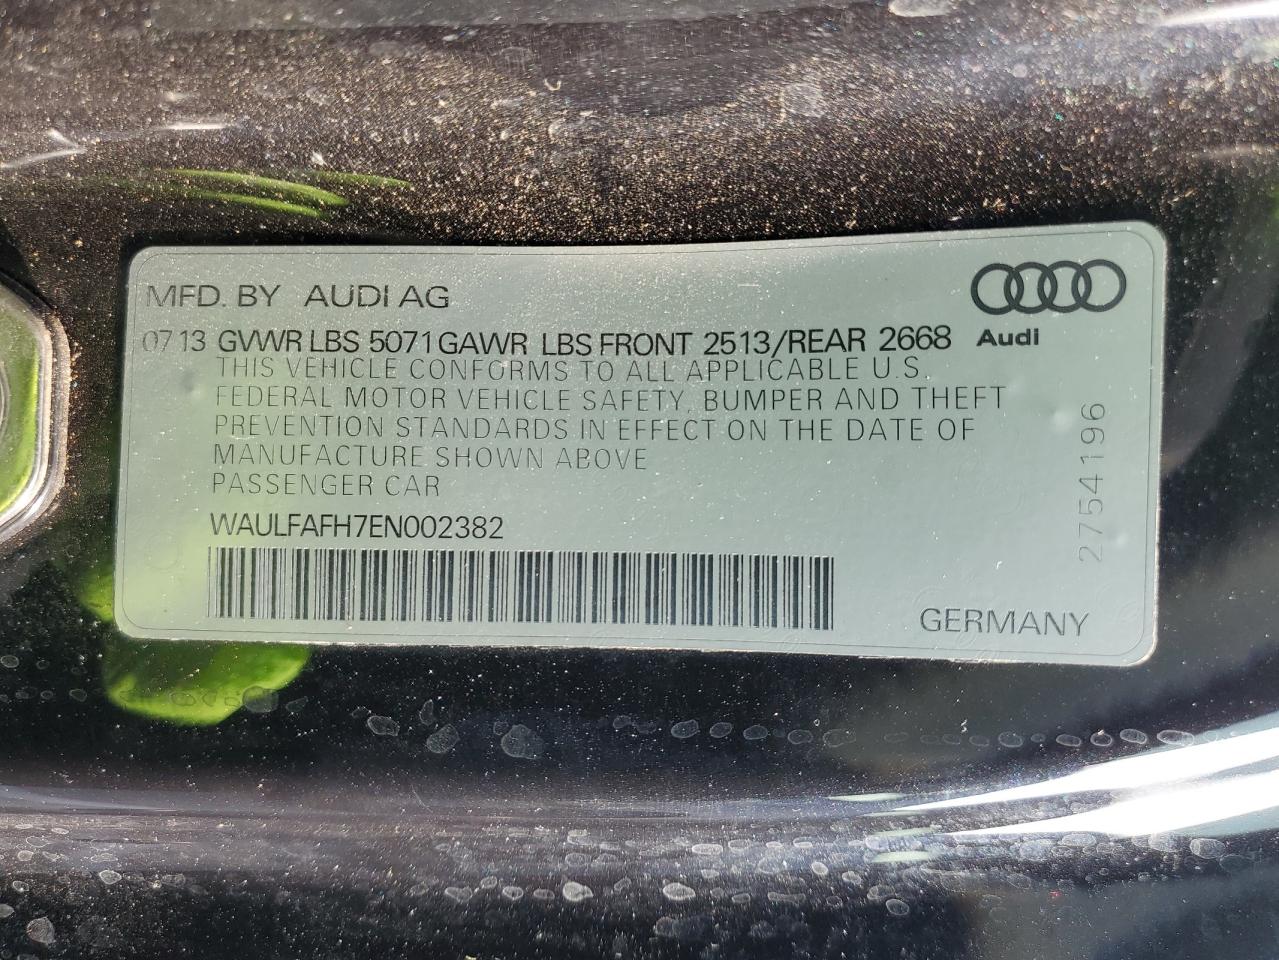 MFD. BY AUDI AG
Audi
07 13 GVWR LBS 5071 GAWR LBS FRONT 2513/REAR 2668
THIS VEHICLE CONFORMS TO ALL APPLICABLE U.S.
FEDERAL MOTOR VEHICLE SAFETY, BUMPER AND THEFT
PREVENTION STANDARDS IN EFFECT ON THE DATE OF
MANUFACTURE SHOWN ABOVE
PASSENGER CAR
WAULFAFH7EN002382
2754196
GERMANY